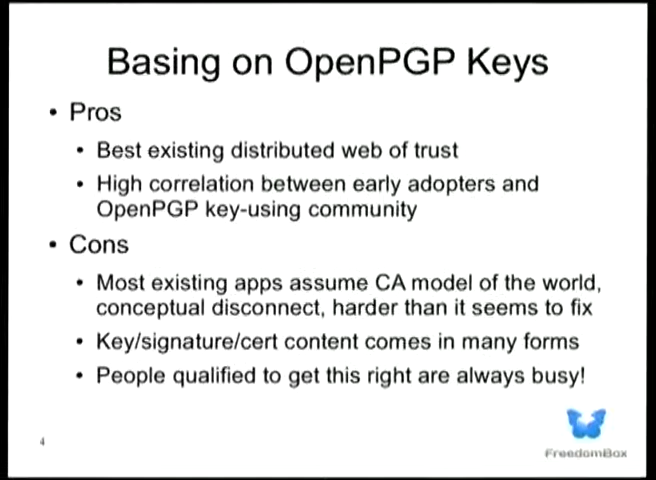 Basing on OpenPGP Keys
• Pros
• Best existing distributed web of trust
• High correlation between early adopters and
OpenPGP key-using community
• Cons
• Most existing apps assume CA model of the world,
conceptual disconnect, harder than it seems to fix
• Key/signature/cert content comes in many forms
• People qualified to get this right are always busy!
4
FreedomBox